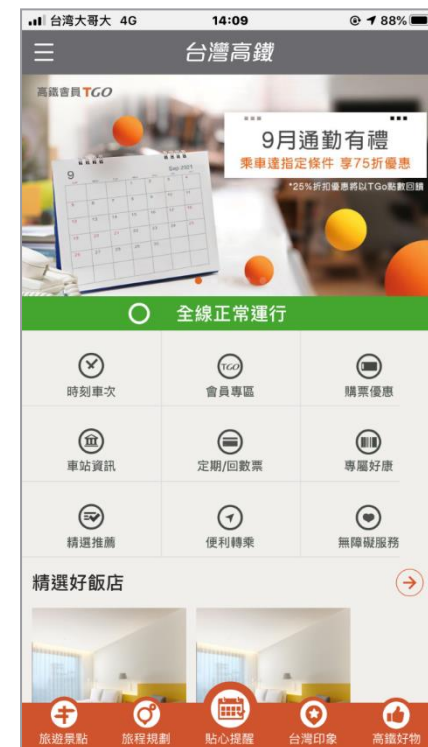 台湾大哥大 4G 14:09 88%
台灣高鐵
高鐵會員 TGO
9月通勤有禮
乘車達指定條件 享75折優惠
*25%折扣優惠將以TGo點數回饋
9 Sep 2021
全線正常運行
TGO
時刻車次 會員專區 購票優惠
車站資訊 定期/回數票 專屬好康
精選推薦 便利轉乘 無障礙服務
精選好飯店
旅遊景點 旅程規劃 貼心提醒 台灣印象 高鐵好物